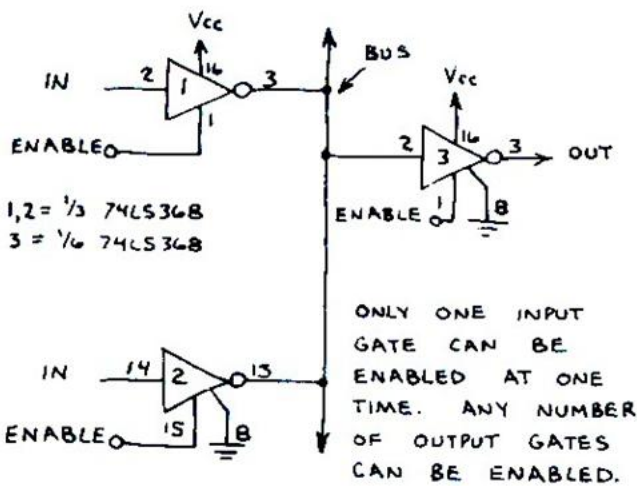 Vcc
16
IN 2 1 3
1
ENABLE
BUS
Vcc
16
2 3 3 OUT
1
ENABLE 8
1,2 = 1/3 74LS368
3 = 1/6 74LS368
IN 14 2 13
15
ENABLE 8
ONLY ONE INPUT
GATE CAN BE
ENABLED AT ONE
TIME. ANY NUMBER
OF OUTPUT GATES
CAN BE ENABLED.